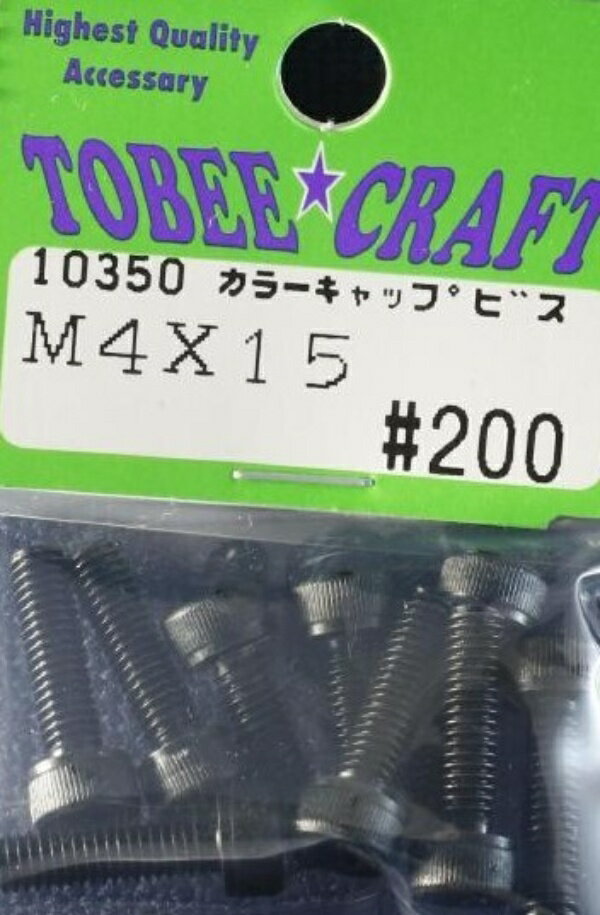 Highest Quality
Accessary
TOBEE★CRAFT
10350 カラーキャップビス
M4X15
#200